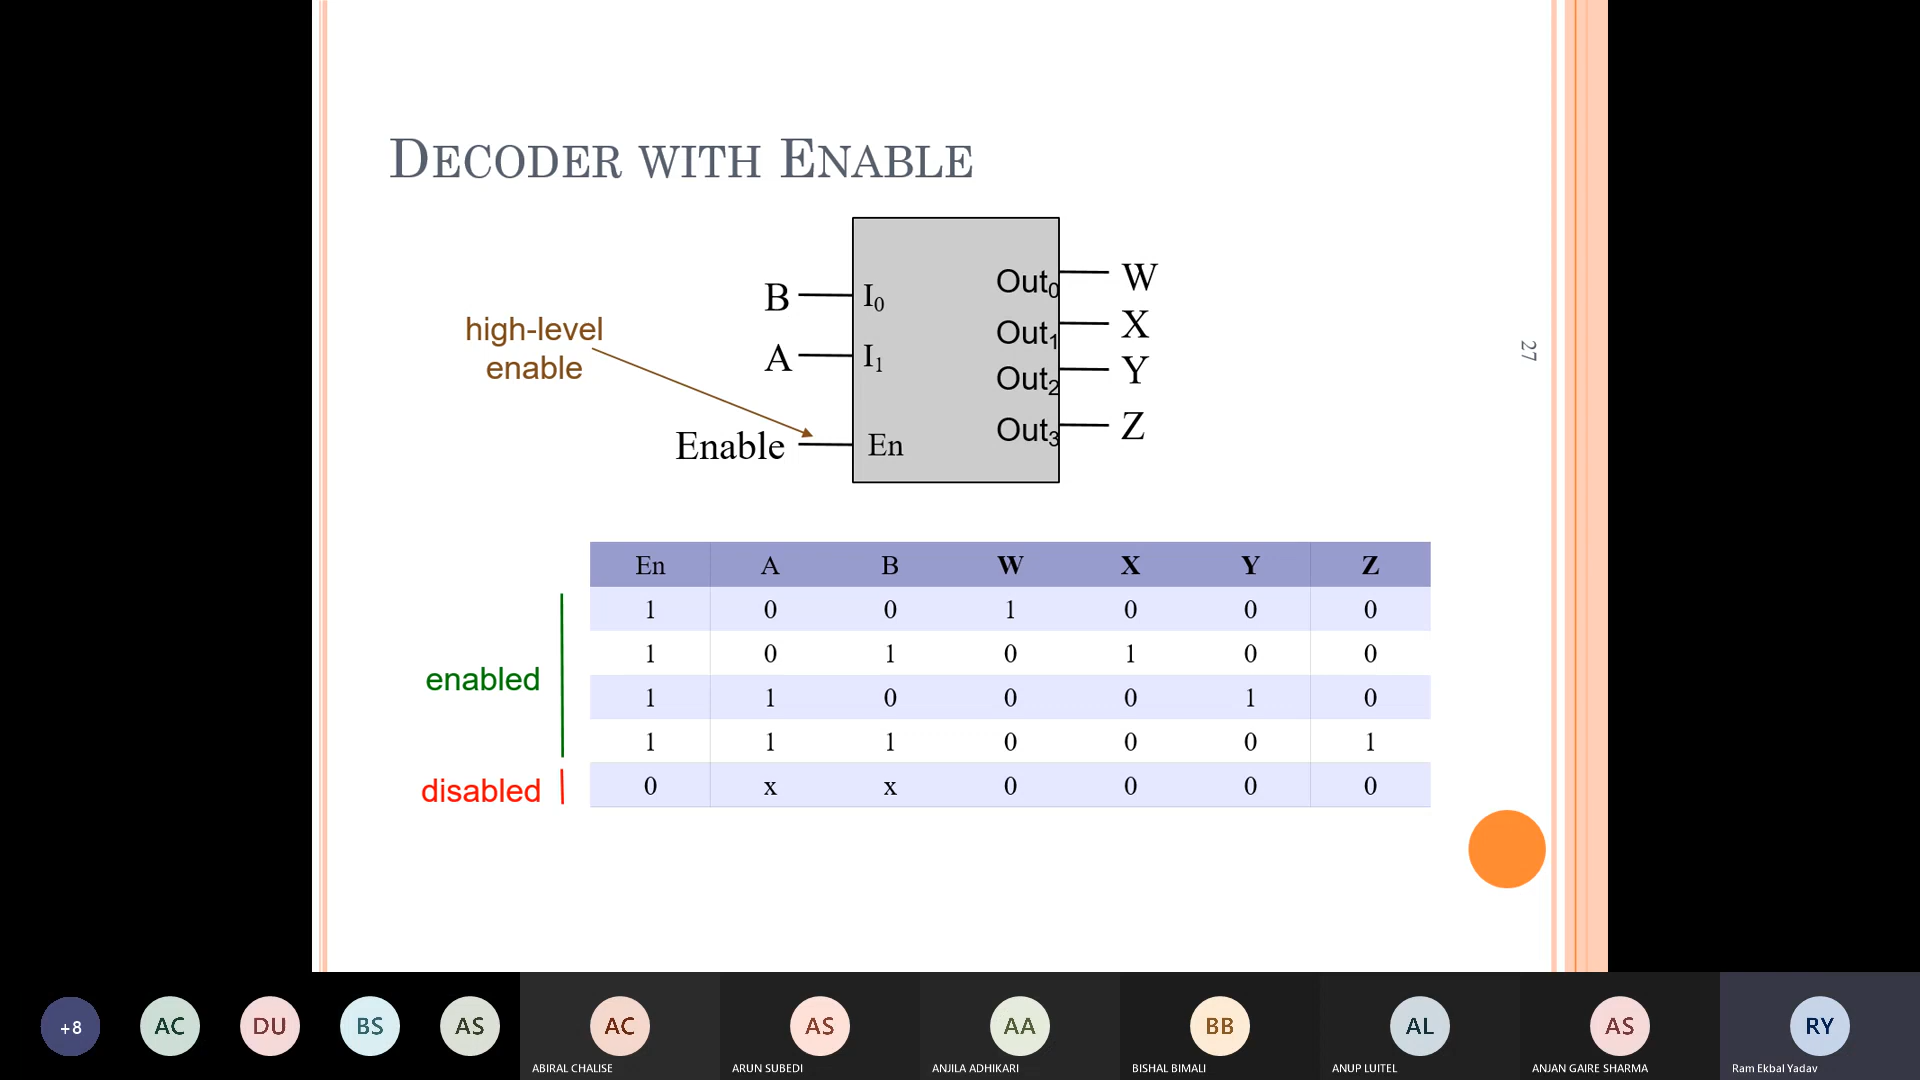 DECODER WITH ENABLE
B
I0
Out0
W
high-level
enable
A
I1
Out1
X
Out2
Y
Enable
En
Out3
Z
27
En A B W X Y Z
1 0 0 1 0 0 0
1 0 1 0 1 0 0
enabled
1 1 0 0 0 1 0
1 1 1 0 0 0 1
disabled
0 x x 0 0 0 0
+8 AC DU BS AS AC AS AA BB AL AS RY
ABIRAL CHALISE ARUN SUBEDI ANJILA ADHIKARI BISHAL BIMALI ANUP LUITEL ANJAN GAIRE SHARMA Ram Ekbal Yadav